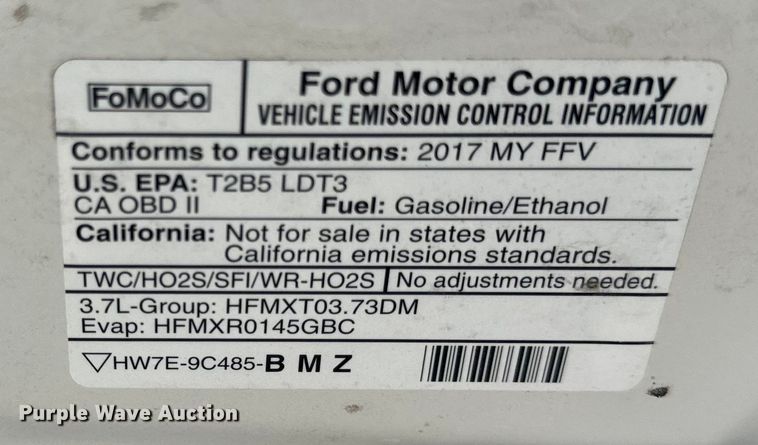 FoMoCo
Ford Motor Company
VEHICLE EMISSION CONTROL INFORMATION
Conforms to regulations: 2017 MY FFV
U.S. EPA: T2B5 LDT3
CA OBD II Fuel: Gasoline/Ethanol
California: Not for sale in states with
California emissions standards.
TWC/HO2S/SFI/WR-HO2S No adjustments needed.
3.7L-Group: HFMXT03.73DM
Evap: HFMXR0145GBC
HW7E-9C485-B M Z
Purple Wave Auction